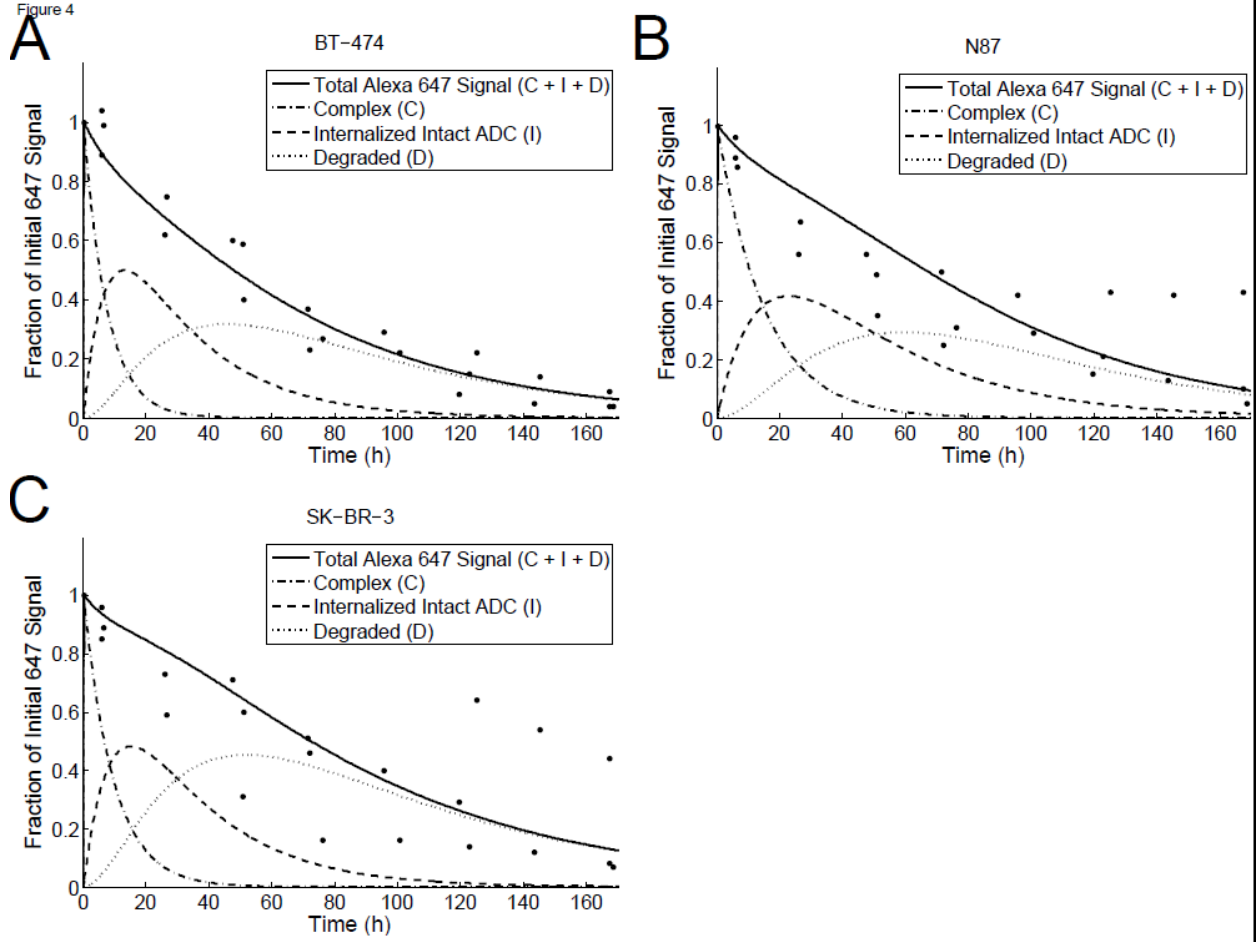 Figure 4
A
BT-474
Total Alexa 647 Signal (C + I + D)
Complex (C)
Internalized Intact ADC (I)
Degraded (D)
Fraction of Initial 647 Signal
1
0.8
0.6
0.4
0.2
0
0 20 40 60 80 100 120 140 160
Time (h)
B
N87
Total Alexa 647 Signal (C + I + D)
Complex (C)
Internalized Intact ADC (I)
Degraded (D)
Fraction of Initial 647 Signal
1
0.8
0.6
0.4
0.2
0
0 20 40 60 80 100 120 140 160
Time (h)
C
SK-BR-3
Total Alexa 647 Signal (C + I + D)
Complex (C)
Internalized Intact ADC (I)
Degraded (D)
Fraction of Initial 647 Signal
1
0.8
0.6
0.4
0.2
0
0 20 40 60 80 100 120 140 160
Time (h)